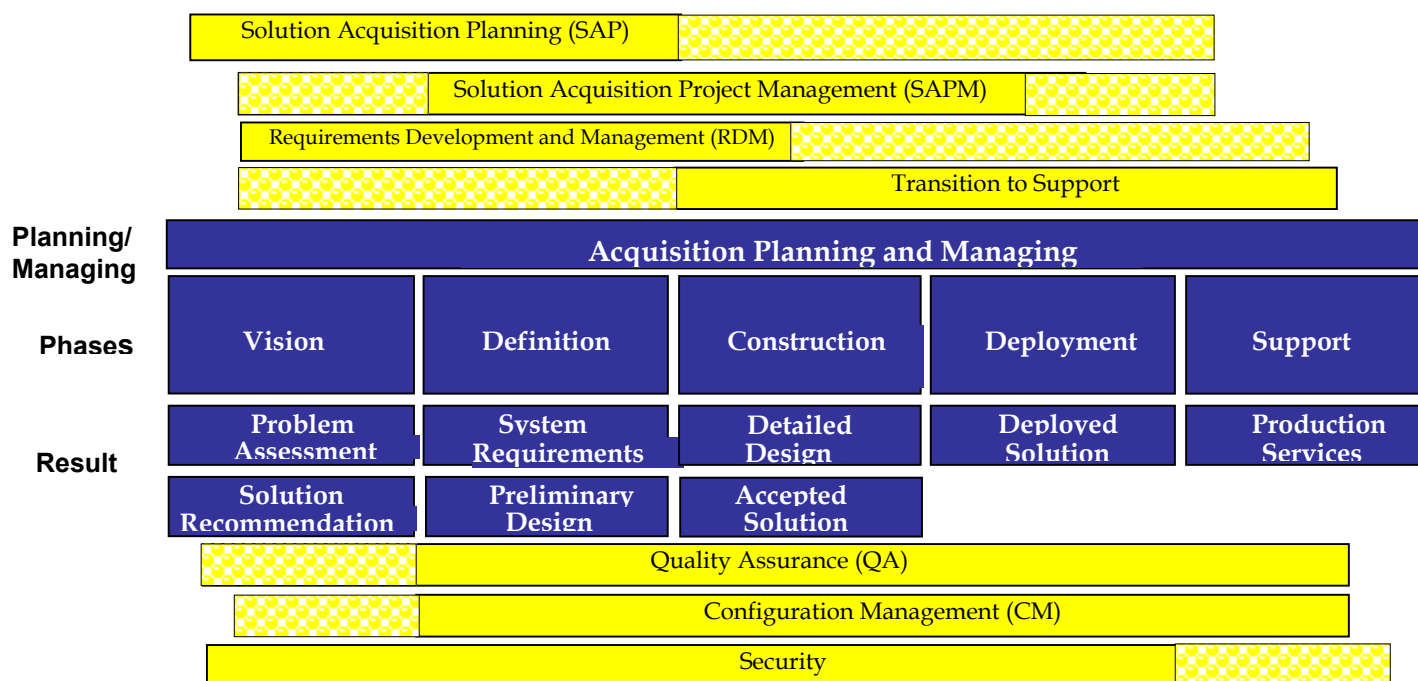 Solution Acquisition Planning (SAP)
Solution Acquisition Project Management (SAPM)
Requirements Development and Management (RDM)
Transition to Support
Planning/
Managing
Acquisition Planning and Managing
Phases
Vision
Definition
Construction
Deployment
Support
Result
Problem
Assessment
System
Requirements
Detailed
Design
Deployed
Solution
Production
Services
Solution
Recommendation
Preliminary
Design
Accepted
Solution
Quality Assurance (QA)
Configuration Management (CM)
Security